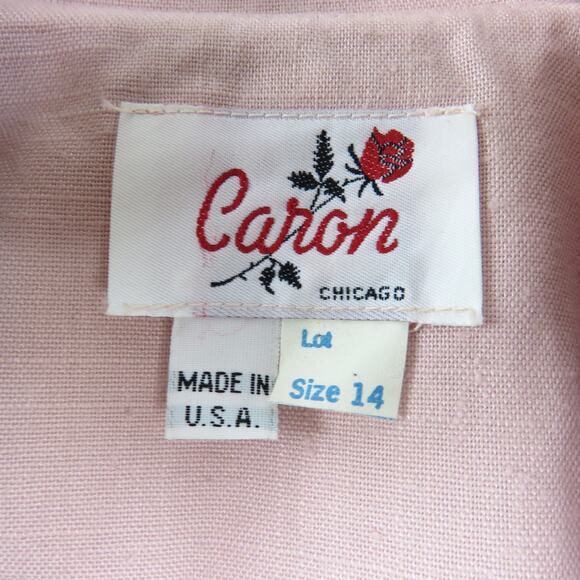 Caron
CHICAGO
Lot
Size 14
MADE IN
U.S.A.